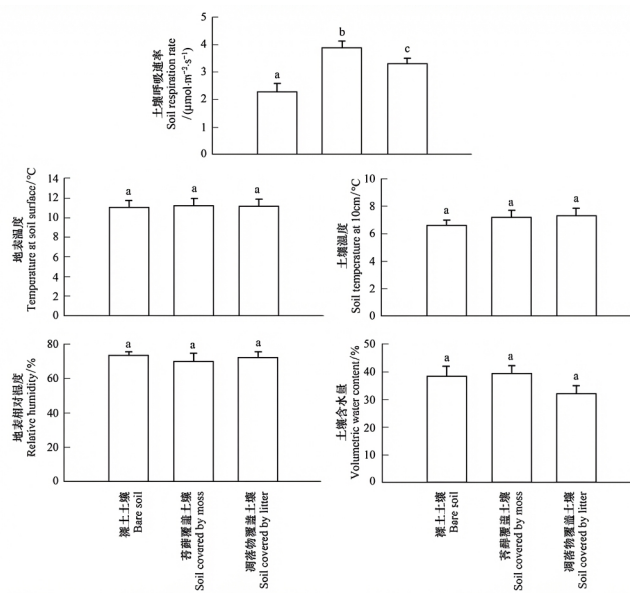 土壤呼吸速率
Soil respiration rate
/(μmol·m⁻²·s⁻¹)
5
4
3
2
1
0
a
b
c
地表温度
Temperature at soil surface/°C
14
12
10
8
6
4
2
0
a
a
a
土壤温度
Soil temperature at 10cm/°C
8
6
4
2
0
a
a
a
地表相对湿度
Relative humidity/%
80
60
40
20
0
a
a
a
裸土土壤
Bare soil
苔藓覆盖土壤
Soil covered by moss
凋落物覆盖土壤
Soil covered by litter
土壤含水量
Volumetric water content/%
50
40
30
20
10
0
a
a
a
裸土土壤
Bare soil
苔藓覆盖土壤
Soil covered by moss
凋落物覆盖土壤
Soil covered by litter